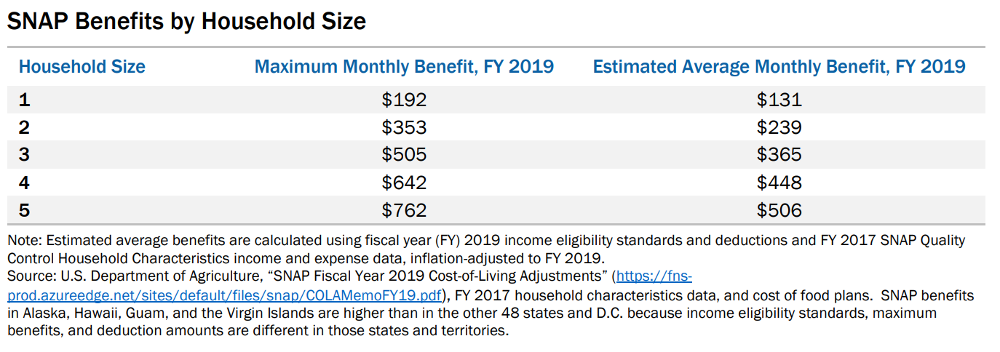 SNAP Benefits by Household Size
Household Size Maximum Monthly Benefit, FY 2019 Estimated Average Monthly Benefit, FY 2019
1 $192 $131
2 $353 $239
3 $505 $365
4 $642 $448
5 $762 $506
Note: Estimated average benefits are calculated using fiscal year (FY) 2019 income eligibility standards and deductions and FY 2017 SNAP Quality
Control Household Characteristics income and expense data, inflation-adjusted to FY 2019.
Source: U.S. Department of Agriculture, “SNAP Fiscal Year 2019 Cost-of-Living Adjustments” (https://fns-
prod.azureedge.net/sites/default/files/snap/COLAMemoFY19.pdf), FY 2017 household characteristics data, and cost of food plans.  SNAP benefits
in Alaska, Hawaii, Guam, and the Virgin Islands are higher than in the other 48 states and D.C. because income eligibility standards, maximum
benefits, and deduction amounts are different in those states and territories.